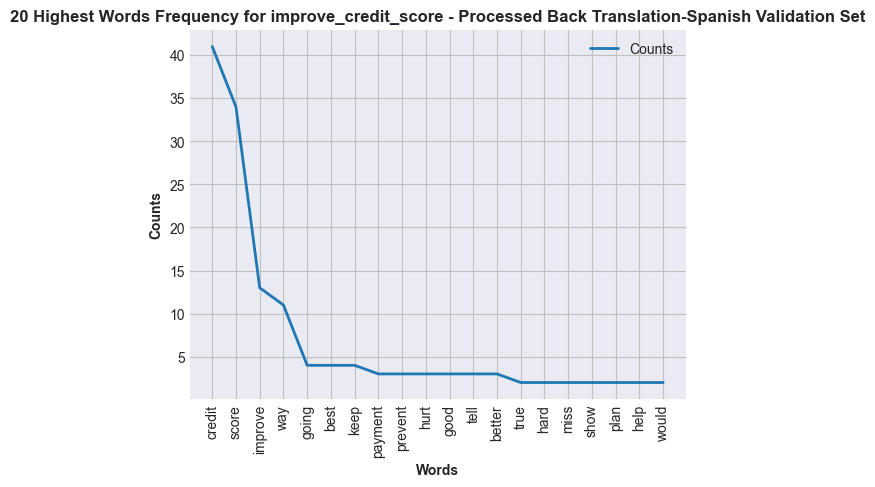 20 Highest Words Frequency for improve_credit_score - Processed Back Translation-Spanish Validation Set
Counts
40
35
30
25
20
15
10
5
Counts
credit
score
improve
way
going
best
keep
payment
prevent
hurt
good
tell
better
true
hard
miss
show
plan
help
would
Words